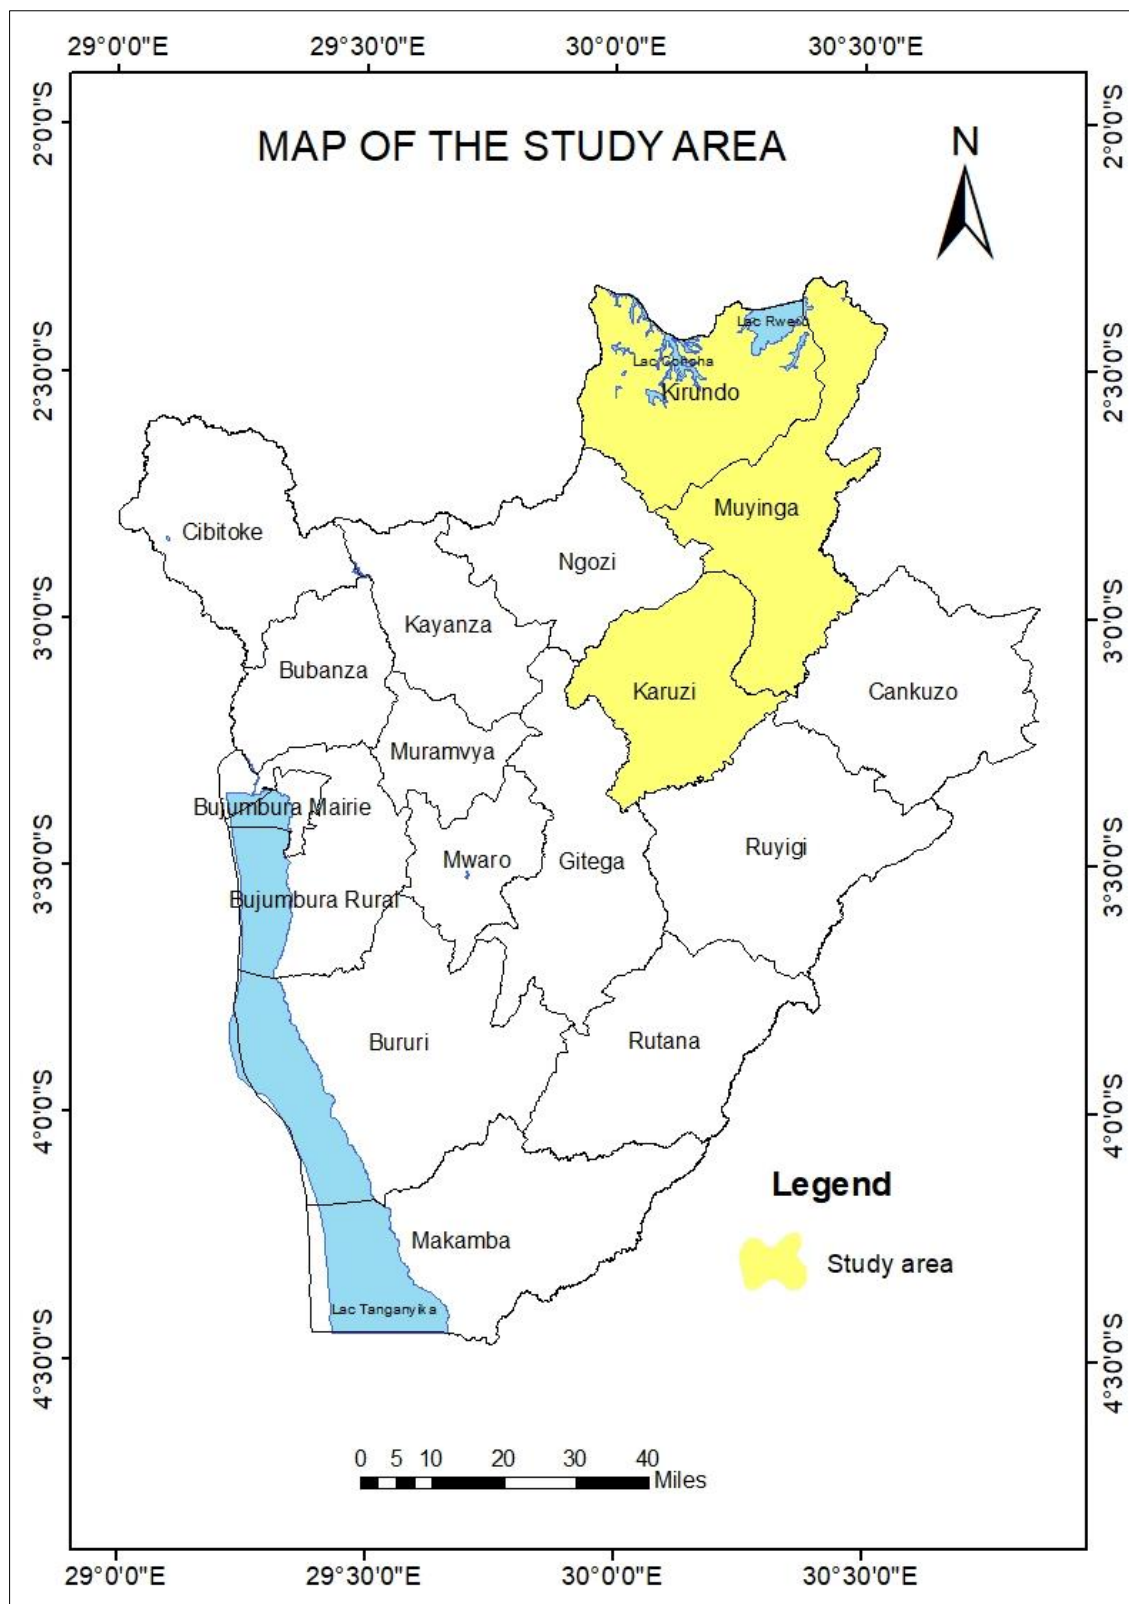 29°0'0"E 29°30'0"E 30°0'0"E 30°30'0"E
2°0'0"S 2°0'0"S
MAP OF THE STUDY AREA
N
Lac Rweru
Lac Cohoha
2°30'0"S 2°30'0"S
Kirundo
Muyinga
Cibitoke
Ngozi
Kayanza
3°0'0"S 3°0'0"S
Bubanza
Karuzi
Cankuzo
Muramvya
Bujumbura Mairie
Ruyigi
Mwaro
Gitega
3°30'0"S 3°30'0"S
Bujumbura Rural
Bururi
Rutana
4°0'0"S 4°0'0"S
Legend
Makamba
Study area
Lac Tanganyika
4°30'0"S 4°30'0"S
0 5 10 20 30 40
Miles
29°0'0"E 29°30'0"E 30°0'0"E 30°30'0"E